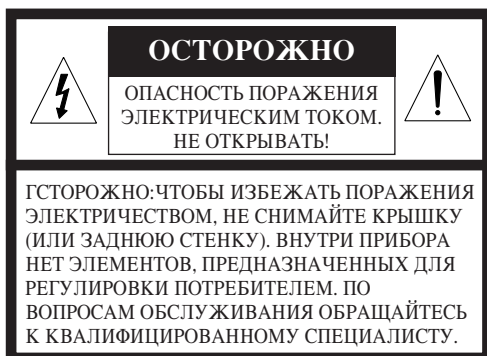 ОСТОРОЖНО
ОПАСНОСТЬ ПОРАЖЕНИЯ
ЭЛЕКТРИЧЕСКИМ ТОКОМ.
НЕ ОТКРЫВАТЬ!
ГСТОРОЖНО:ЧТОБЫ ИЗБЕЖАТЬ ПОРАЖЕНИЯ
ЭЛЕКТРИЧЕСТВОМ, НЕ СНИМАЙТЕ КРЫШКУ
(ИЛИ ЗАДНЮЮ СТЕНКУ). ВНУТРИ ПРИБОРА
НЕТ ЭЛЕМЕНТОВ, ПРЕДНАЗНАЧЕННЫХ ДЛЯ
РЕГУЛИРОВКИ ПОТРЕБИТЕЛЕМ. ПО
ВОПРОСАМ ОБСЛУЖИВАНИЯ ОБРАЩАЙТЕСЬ
К КВАЛИФИЦИРОВАННОМУ СПЕЦИАЛИСТУ.